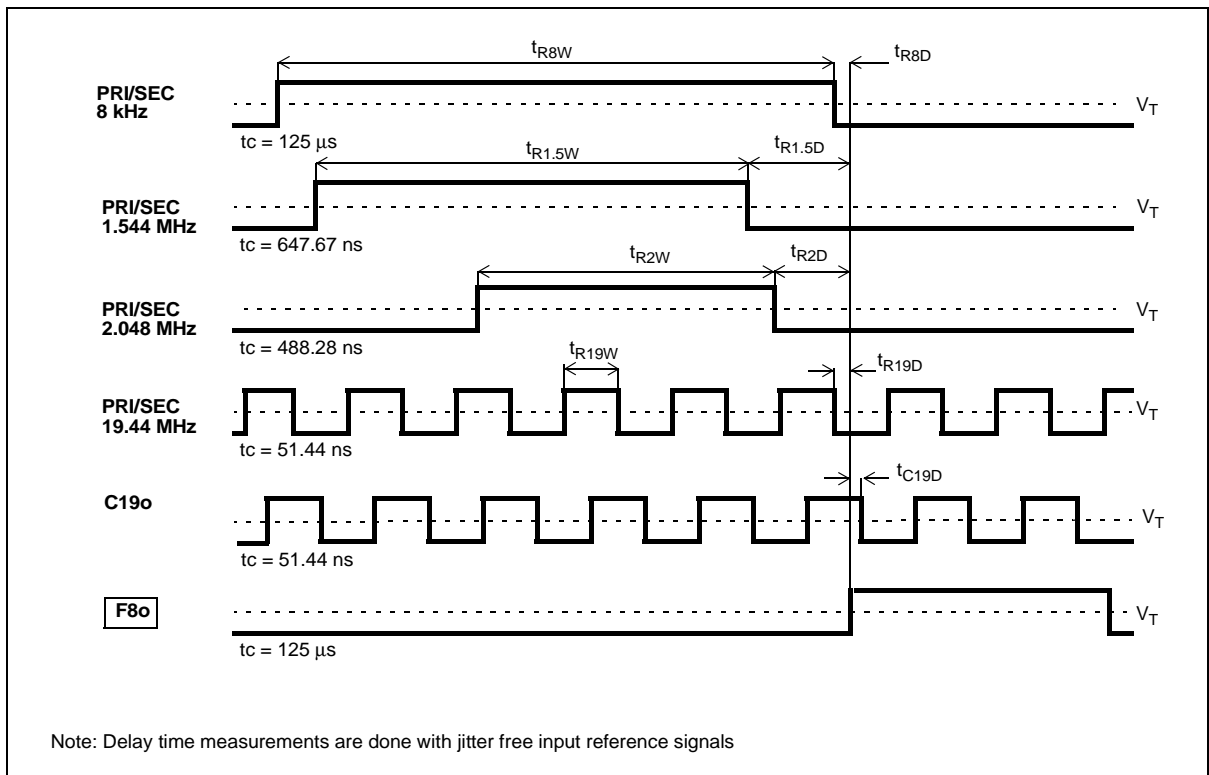 tR8W
tR8D
PRI/SEC
8 kHz
VT
tc = 125 μs
tR1.5W
tR1.5D
PRI/SEC
1.544 MHz
VT
tc = 647.67 ns
tR2W
tR2D
PRI/SEC
2.048 MHz
VT
tc = 488.28 ns
tR19W
tR19D
PRI/SEC
19.44 MHz
VT
tc = 51.44 ns
tC19D
C19o
VT
tc = 51.44 ns
F8o
VT
tc = 125 μs
Note: Delay time measurements are done with jitter free input reference signals